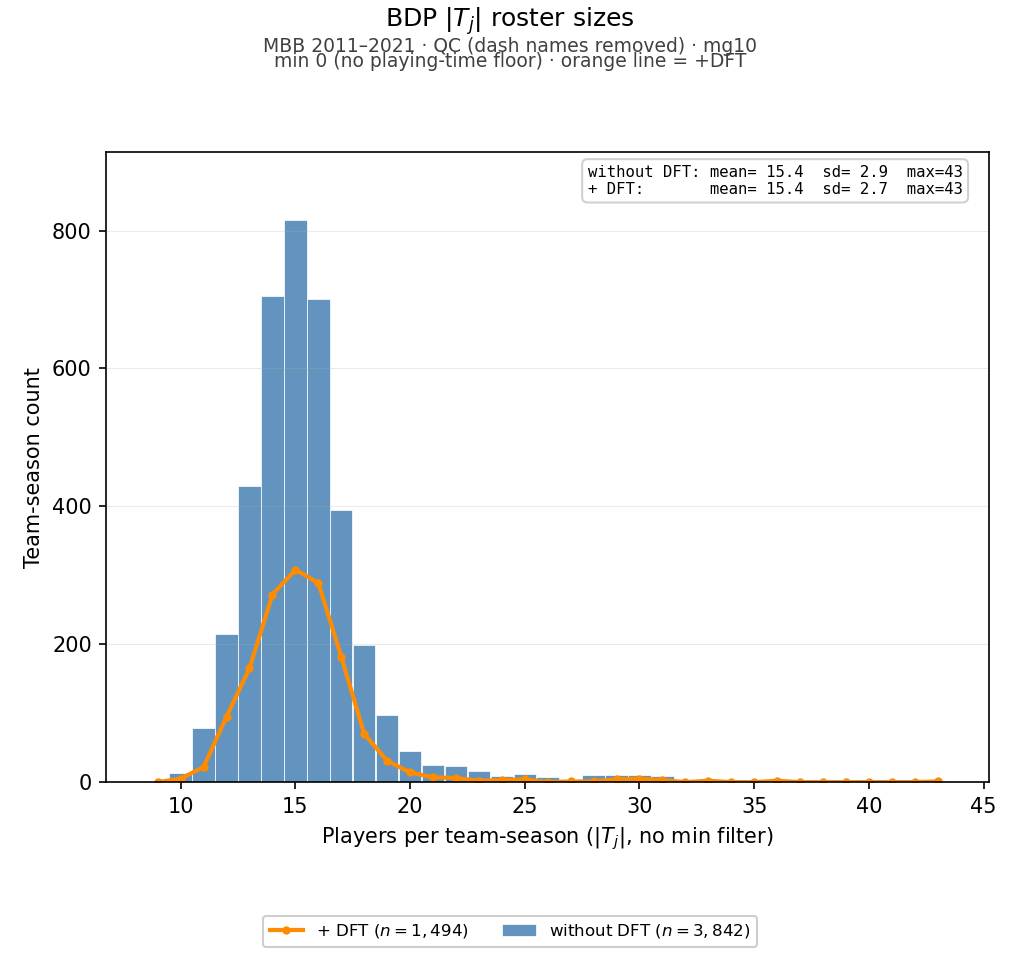 BDP |Tj| roster sizes
MBB 2011–2021 · QC (dash names removed) · mg10
min 0 (no playing-time floor) · orange line = +DFT
without DFT: mean= 15.4  sd= 2.9  max=43
+ DFT:       mean= 15.4  sd= 2.7  max=43
Team-season count
800
600
400
200
0
10 15 20 25 30 35 40 45
Players per team-season (|Tj|, no min filter)
+ DFT (n = 1,494) without DFT (n = 3,842)